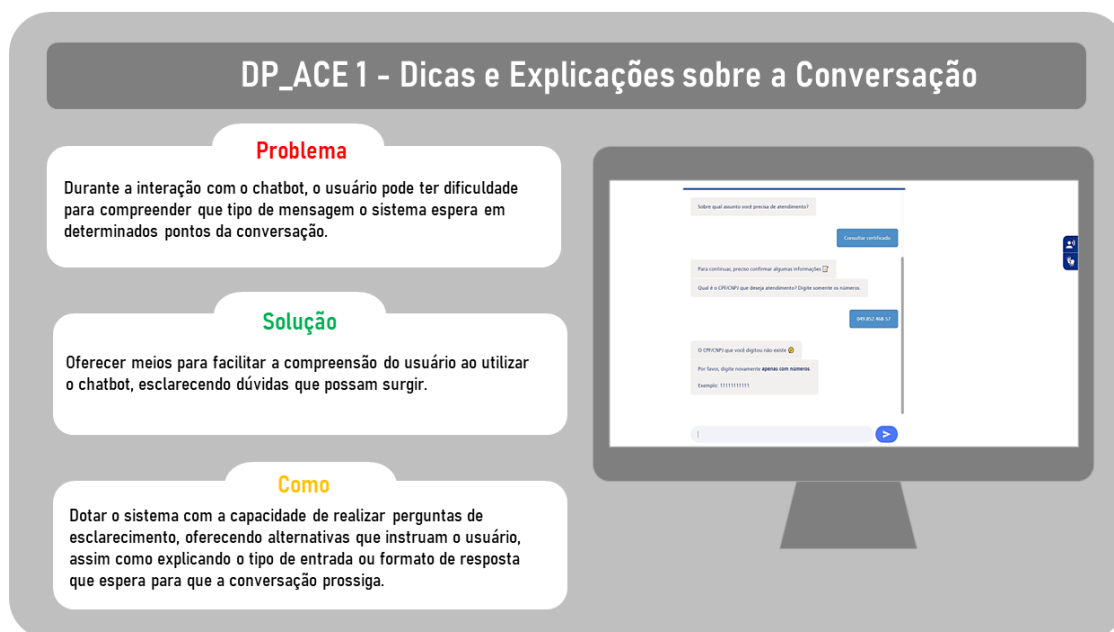 DP_ACE 1 - Dicas e Explicações sobre a Conversação
Problema
Durante a interação com o chatbot, o usuário pode ter dificuldade
para compreender que tipo de mensagem o sistema espera em
determinados pontos da conversação.
Solução
Oferecer meios para facilitar a compreensão do usuário ao utilizar
o chatbot, esclarecendo dúvidas que possam surgir.
Como
Dotar o sistema com a capacidade de realizar perguntas de
esclarecimento, oferecendo alternativas que instruam o usuário,
assim como explicando o tipo de entrada ou formato de resposta
que espera para que a conversação prossiga.
Sobre qual assunto você precisa de atendimento?
Consultar certificado
Para continuar, preciso confirmar algumas informações
Qual é o CPF/CNPJ que deseja atendimento? Digite somente os números.
O CPF/CNPJ que você digitou não existe
Por favor, digite novamente apenas com números.
Exemplo: 11111111111